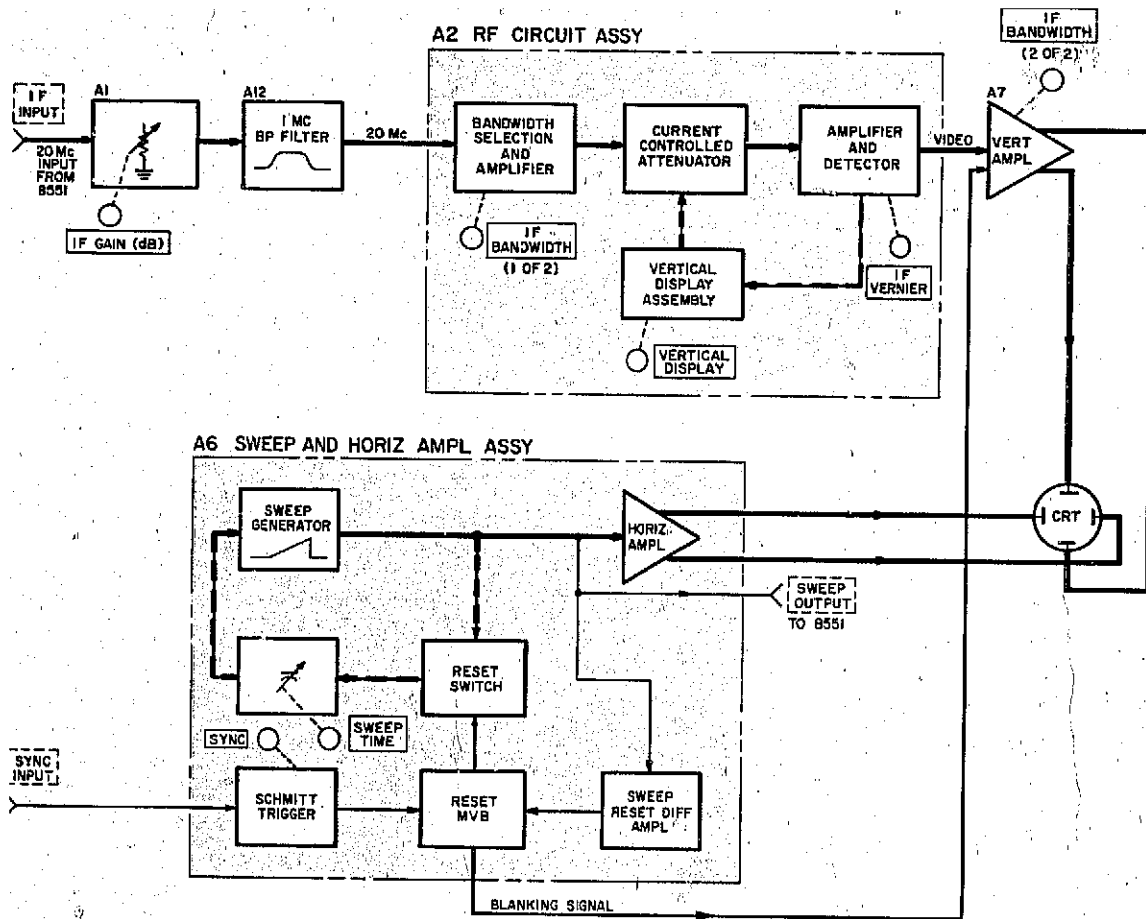 A2 RF CIRCUIT ASSY
IF
BANDWIDTH
(2 OF 2)
IF
INPUT
A1
A12
A7
1 MC
BP FILTER
20 Mc
INPUT
FROM
8551
20 Mc
BANDWIDTH
SELECTION
AND
AMPLIFIER
CURRENT
CONTROLLED
ATTENUATOR
AMPLIFIER
AND
DETECTOR
VIDEO
VERT
AMPL
IF GAIN (dB)
IF
BANDWIDTH
(1 OF 2)
VERTICAL
DISPLAY
ASSEMBLY
IF
VERNIER
VERTICAL
DISPLAY
A6 SWEEP AND HORIZ AMPL ASSY
SWEEP
GENERATOR
HORIZ
AMPL
CRT
SWEEP
OUTPUT
TO 8551
RESET
SWITCH
SYNC
SWEEP
TIME
SYNC
INPUT
SCHMITT
TRIGGER
RESET
MVB
SWEEP
RESET DIFF
AMPL
BLANKING SIGNAL